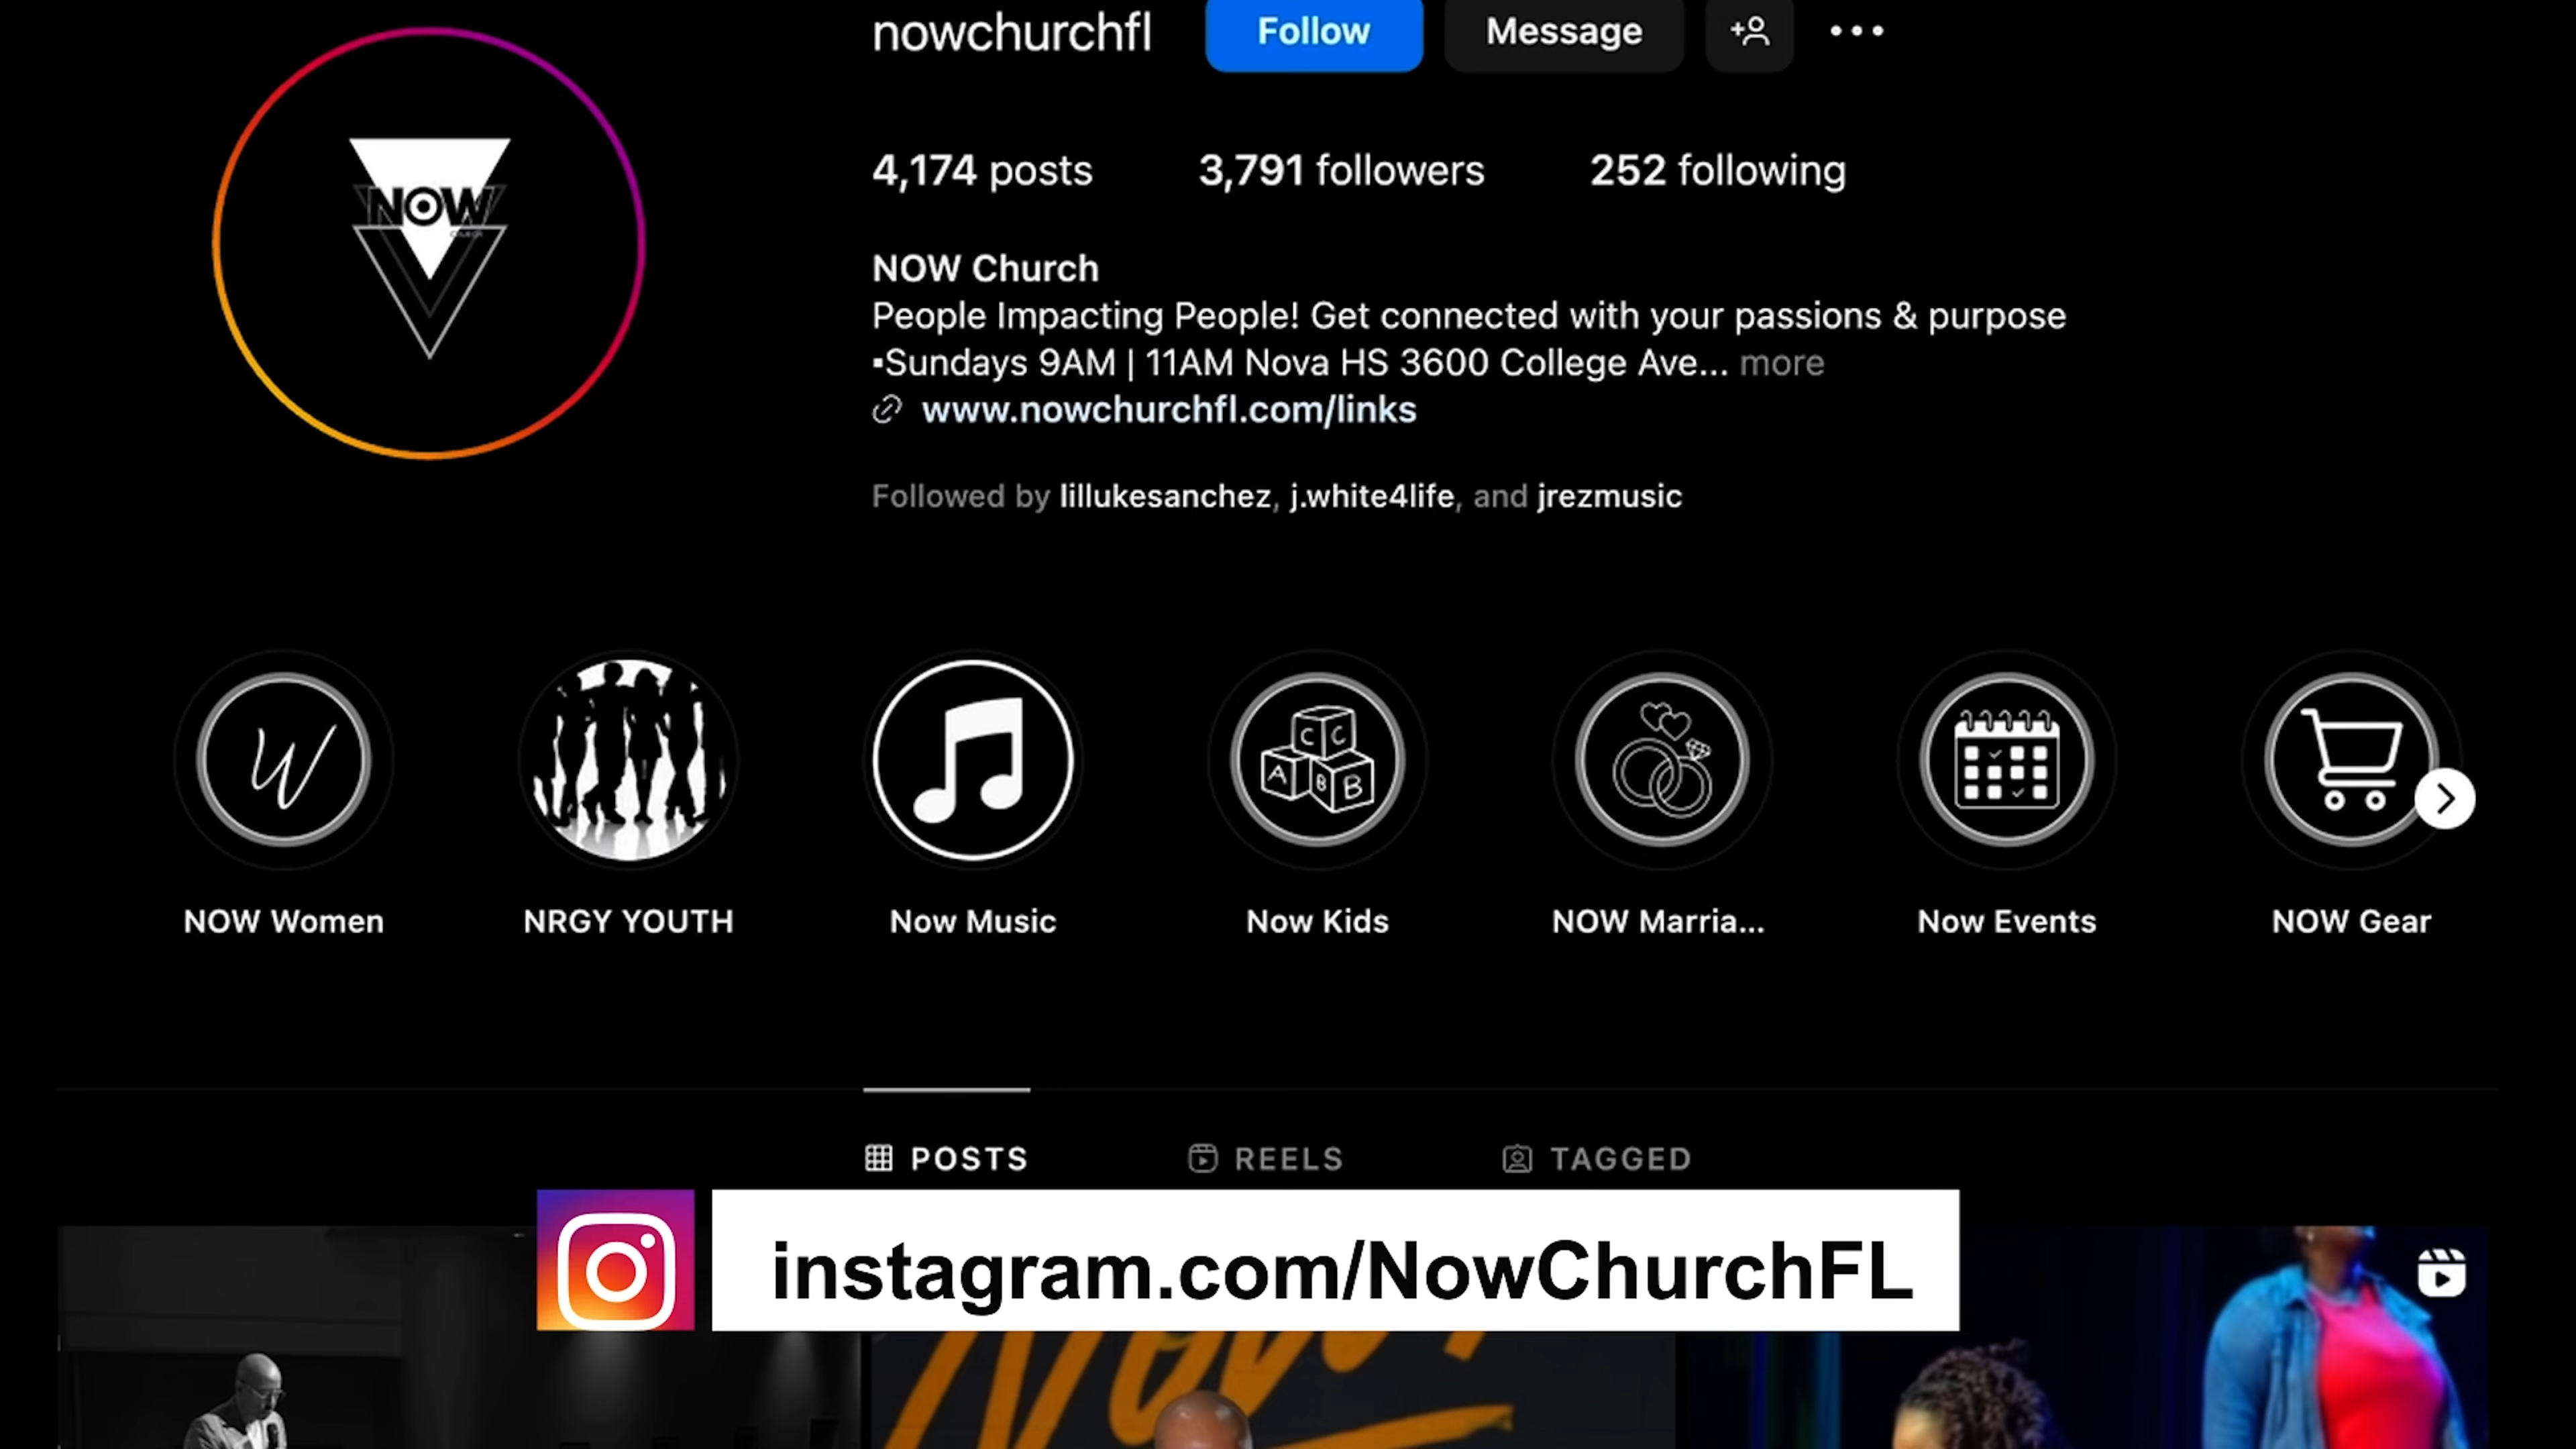 nowchurchfl Follow Message
4,174 posts 3,791 followers 252 following
NOW
NOW Church
People Impacting People! Get connected with your passions & purpose
▪Sundays 9AM | 11AM Nova HS 3600 College Ave... more
www.nowchurchfl.com/links
Followed by lillukesanchez, j.white4life, and jrezmusic
W
C C
A B B
NOW Women NRGY YOUTH Now Music Now Kids NOW Marria... Now Events NOW Gear
POSTS REELS TAGGED
instagram.com/NowChurchFL